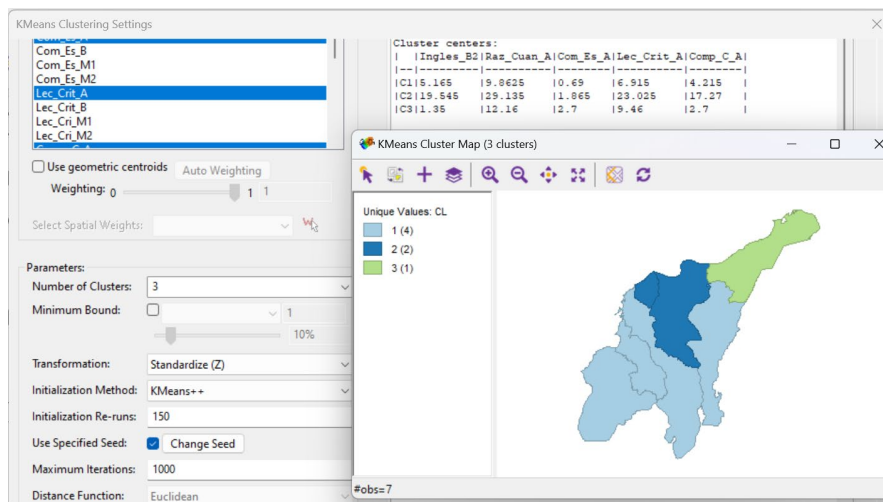 KMeans Clustering Settings
Com_Es_B
Com_Es_M1
Com_Es_M2
Lec_Crit_A
Lec_Crit_B
Lec_Cri_M1
Lec_Cri_M2
Use geometric centroids Auto Weighting
Weighting: 0 1 1
Select Spatial Weights:
Parameters:
Number of Clusters: 3
Minimum Bound: 1
10%
Transformation: Standardize (Z)
Initialization Method: KMeans++
Initialization Re-runs: 150
Use Specified Seed: Change Seed
Maximum Iterations: 1000
Distance Function: Euclidean
Cluster centers:
| |Ingles_B2|Raz_Cuan_A|Com_Es_A|Lec_Crit_A|Comp_C_A|
|--|---------|----------|--------|----------|--------|
|C1|5.165 |9.8625 |0.69 |6.915 |4.215 |
|C2|19.545 |29.135 |1.865 |23.025 |17.27 |
|C3|1.35 |12.16 |2.7 |9.46 |2.7 |
KMeans Cluster Map (3 clusters)
Unique Values: CL
1 (4)
2 (2)
3 (1)
#obs=7